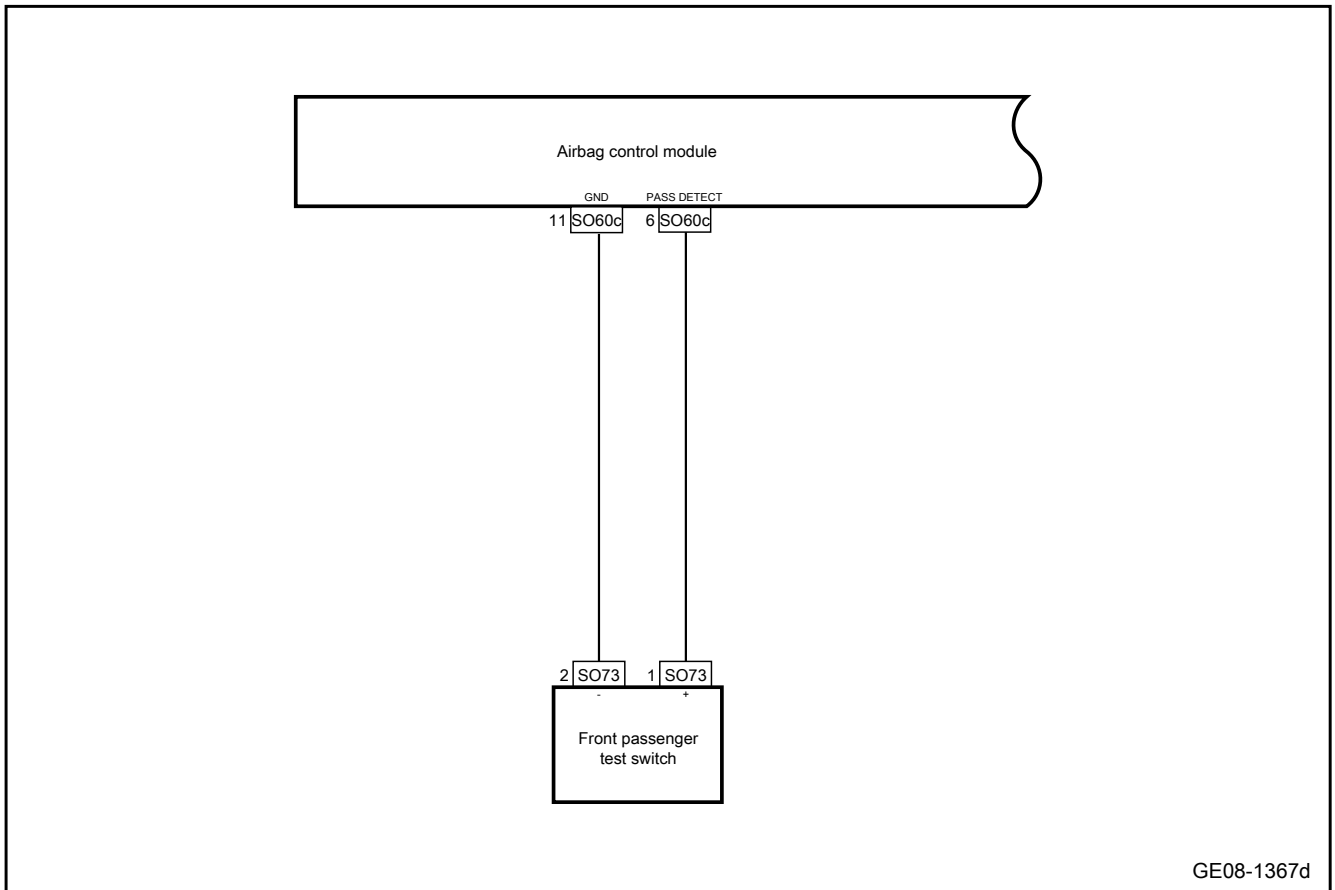 Airbag control module
GND PASS DETECT
11 SO60c 6 SO60c
2 SO73 1 SO73
- +
Front passenger
test switch
GE08-1367d